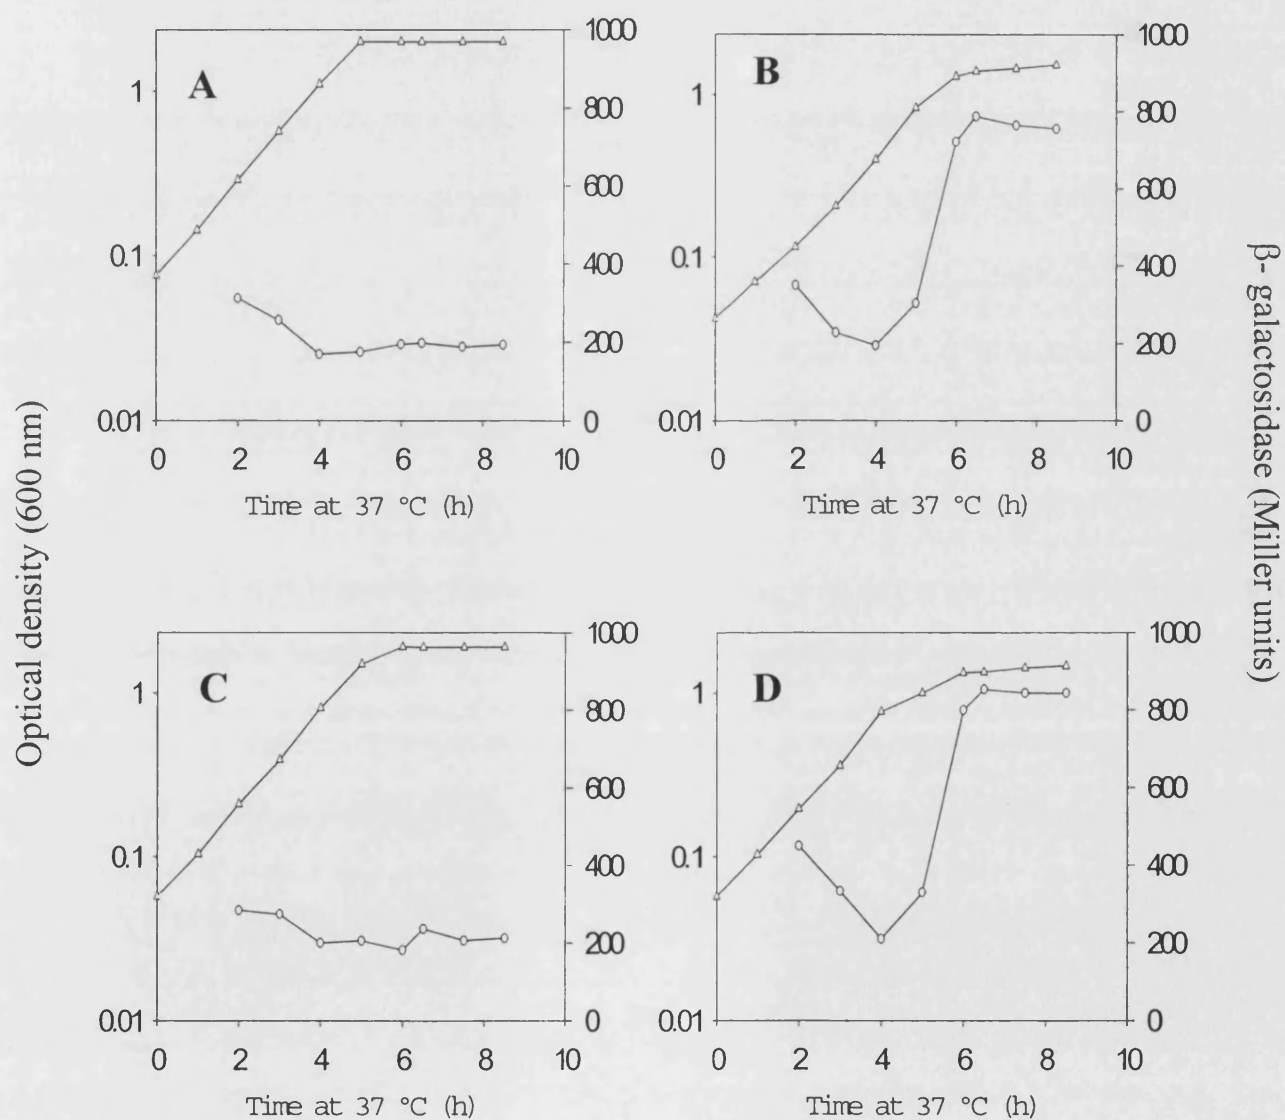 Optical density (600 nm)
β- galactosidase (Miller units)
A
1
0.1
0.01
1000
800
600
400
200
0
0 2 4 6 8 10
Time at 37 °C (h)
B
1
0.1
0.01
1000
800
600
400
200
0
0 2 4 6 8 10
Time at 37 °C (h)
C
1
0.1
0.01
1000
800
600
400
200
0
0 2 4 6 8 10
Time at 37 °C (h)
D
1
0.1
0.01
1000
800
600
400
200
0
0 2 4 6 8 10
Time at 37 °C (h)